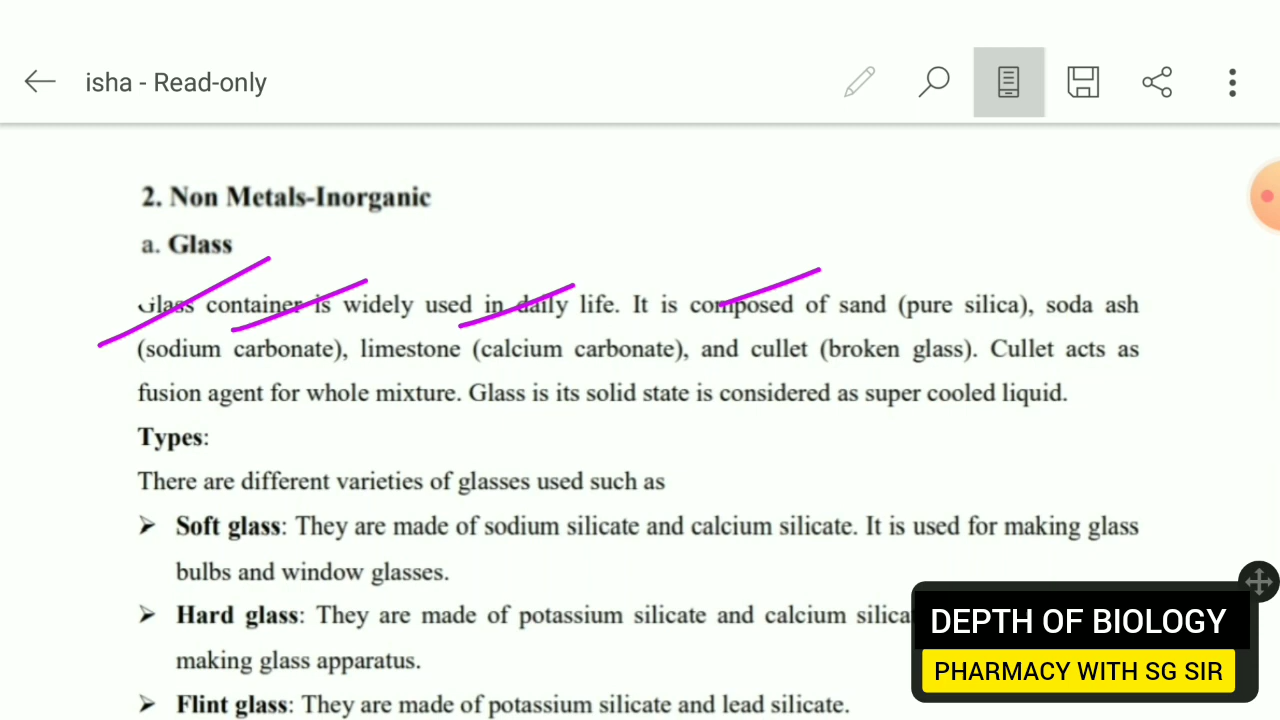 isha - Read-only
2. Non Metals-Inorganic
a. Glass
Glass container is widely used in daily life. It is composed of sand (pure silica), soda ash
(sodium carbonate), limestone (calcium carbonate), and cullet (broken glass). Cullet acts as
fusion agent for whole mixture. Glass is its solid state is considered as super cooled liquid.
Types:
There are different varieties of glasses used such as
➢ Soft glass: They are made of sodium silicate and calcium silicate. It is used for making glass
bulbs and window glasses.
➢ Hard glass: They are made of potassium silicate and calcium
making glass apparatus.
➢ Flint glass: They are made of potassium silicate and lead silicate.
DEPTH OF BIOLOGY
PHARMACY WITH SG SIR